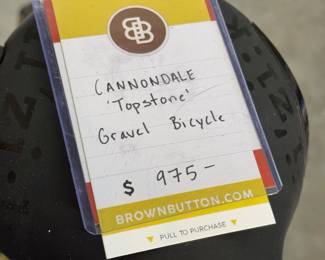 CANNONDALE
'Topstone'
Gravel Bicycle
$ 975-
BROWNBUTTON.COM
PULL TO PURCHASE